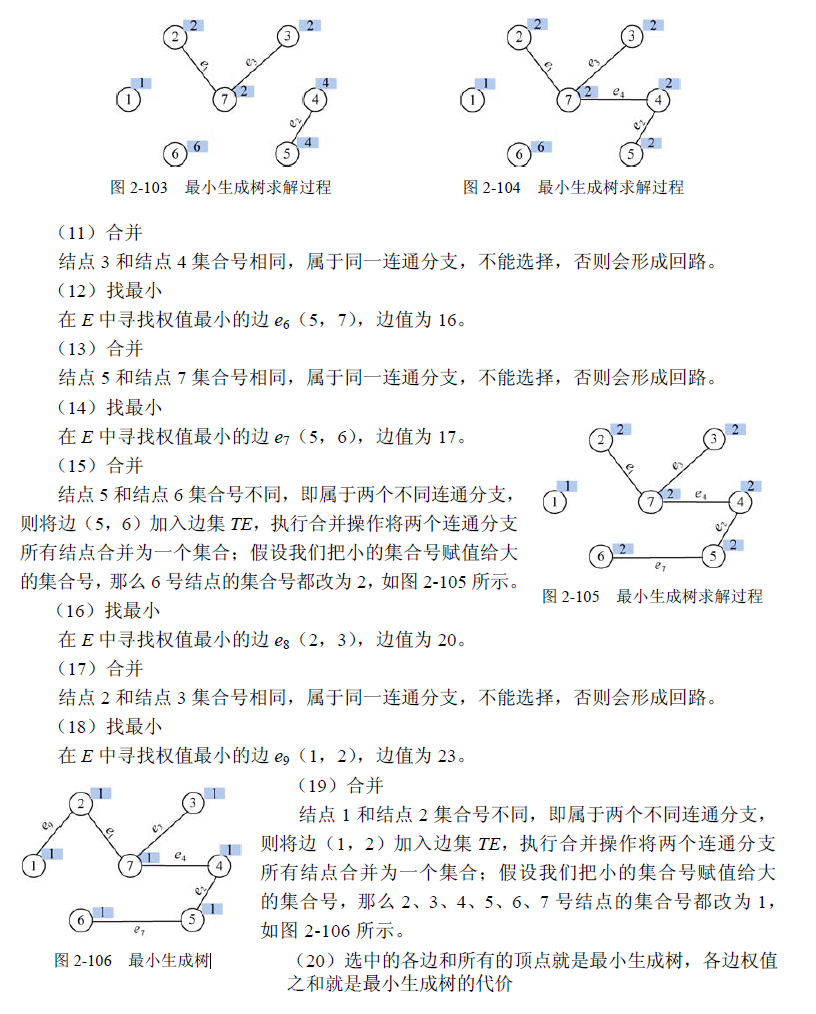 2 2 3 2 2 2 3 2
e1 e3 e1 e3
1 1 7 2 4 4 1 1 7 2 e4 4 2
e2 e2
6 6 5 4 6 6 5 2
图 2-103 最小生成树求解过程
图 2-104 最小生成树求解过程
（11）合并
结点 3 和结点 4 集合号相同，属于同一连通分支，不能选择，否则会形成回路。
（12）找最小
在 E 中寻找权值最小的边 e6（5，7），边值为 16。
（13）合并
结点 5 和结点 7 集合号相同，属于同一连通分支，不能选择，否则会形成回路。
（14）找最小
在 E 中寻找权值最小的边 e7（5，6），边值为 17。
（15）合并
结点 5 和结点 6 集合号不同，即属于两个不同连通分支，
则将边（5，6）加入边集 TE，执行合并操作将两个连通分支
所有结点合并为一个集合；假设我们把小的集合号赋值给大
的集合号，那么 6 号结点的集合号都改为 2，如图 2-105 所示。
2 2 3 2
e1 e3
1 1 7 2 e4 4 2
e2
6 2 e7 5 2
图 2-105 最小生成树求解过程
（16）找最小
在 E 中寻找权值最小的边 e8（2，3），边值为 20。
（17）合并
结点 2 和结点 3 集合号相同，属于同一连通分支，不能选择，否则会形成回路。
（18）找最小
在 E 中寻找权值最小的边 e9（1，2），边值为 23。
2 1 3 1
e9 e1 e3
1 1 7 1 e4 4 1
e2
6 1 e7 5 1
图 2-106 最小生成树
（19）合并
结点 1 和结点 2 集合号不同，即属于两个不同连通分支，
则将边（1，2）加入边集 TE，执行合并操作将两个连通分支
所有结点合并为一个集合；假设我们把小的集合号赋值给大
的集合号，那么 2、3、4、5、6、7 号结点的集合号都改为 1，
如图 2-106 所示。
（20）选中的各边和所有的顶点就是最小生成树，各边权值
之和就是最小生成树的代价